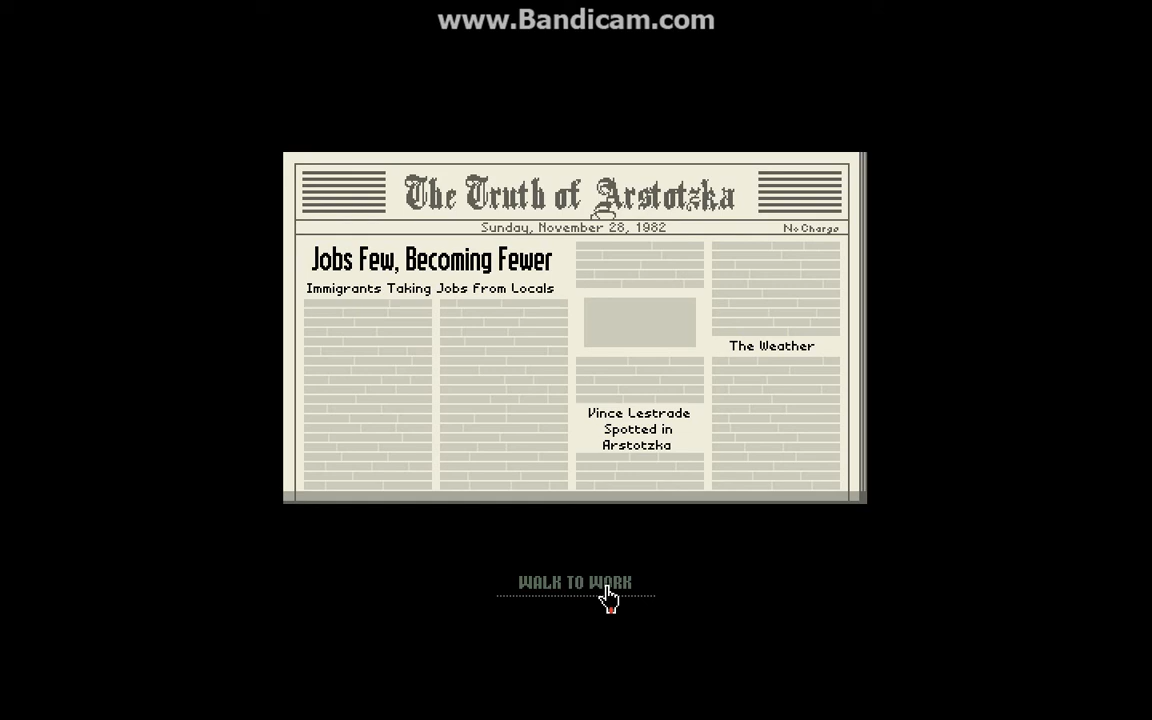 www.Bandicam.com
The Truth of Arstotzka
Sunday, November 28, 1982
No Charge
Jobs Few, Becoming Fewer
Immigrants Taking Jobs From Locals
The Weather
Vince Lestrade
Spotted in
Arstotzka
WALK TO WORK